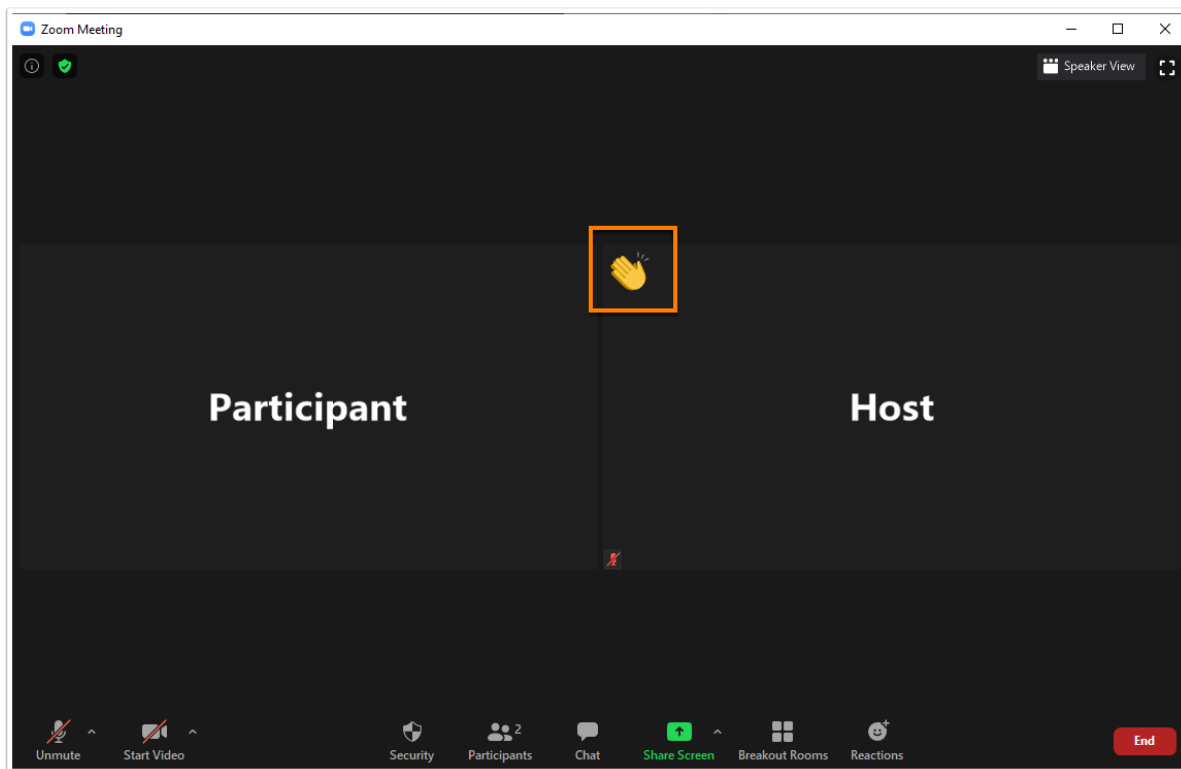 Zoom Meeting
Speaker View
Participant
Host
Unmute
Start Video
Security
Participants
2
Chat
Share Screen
Breakout Rooms
Reactions
End